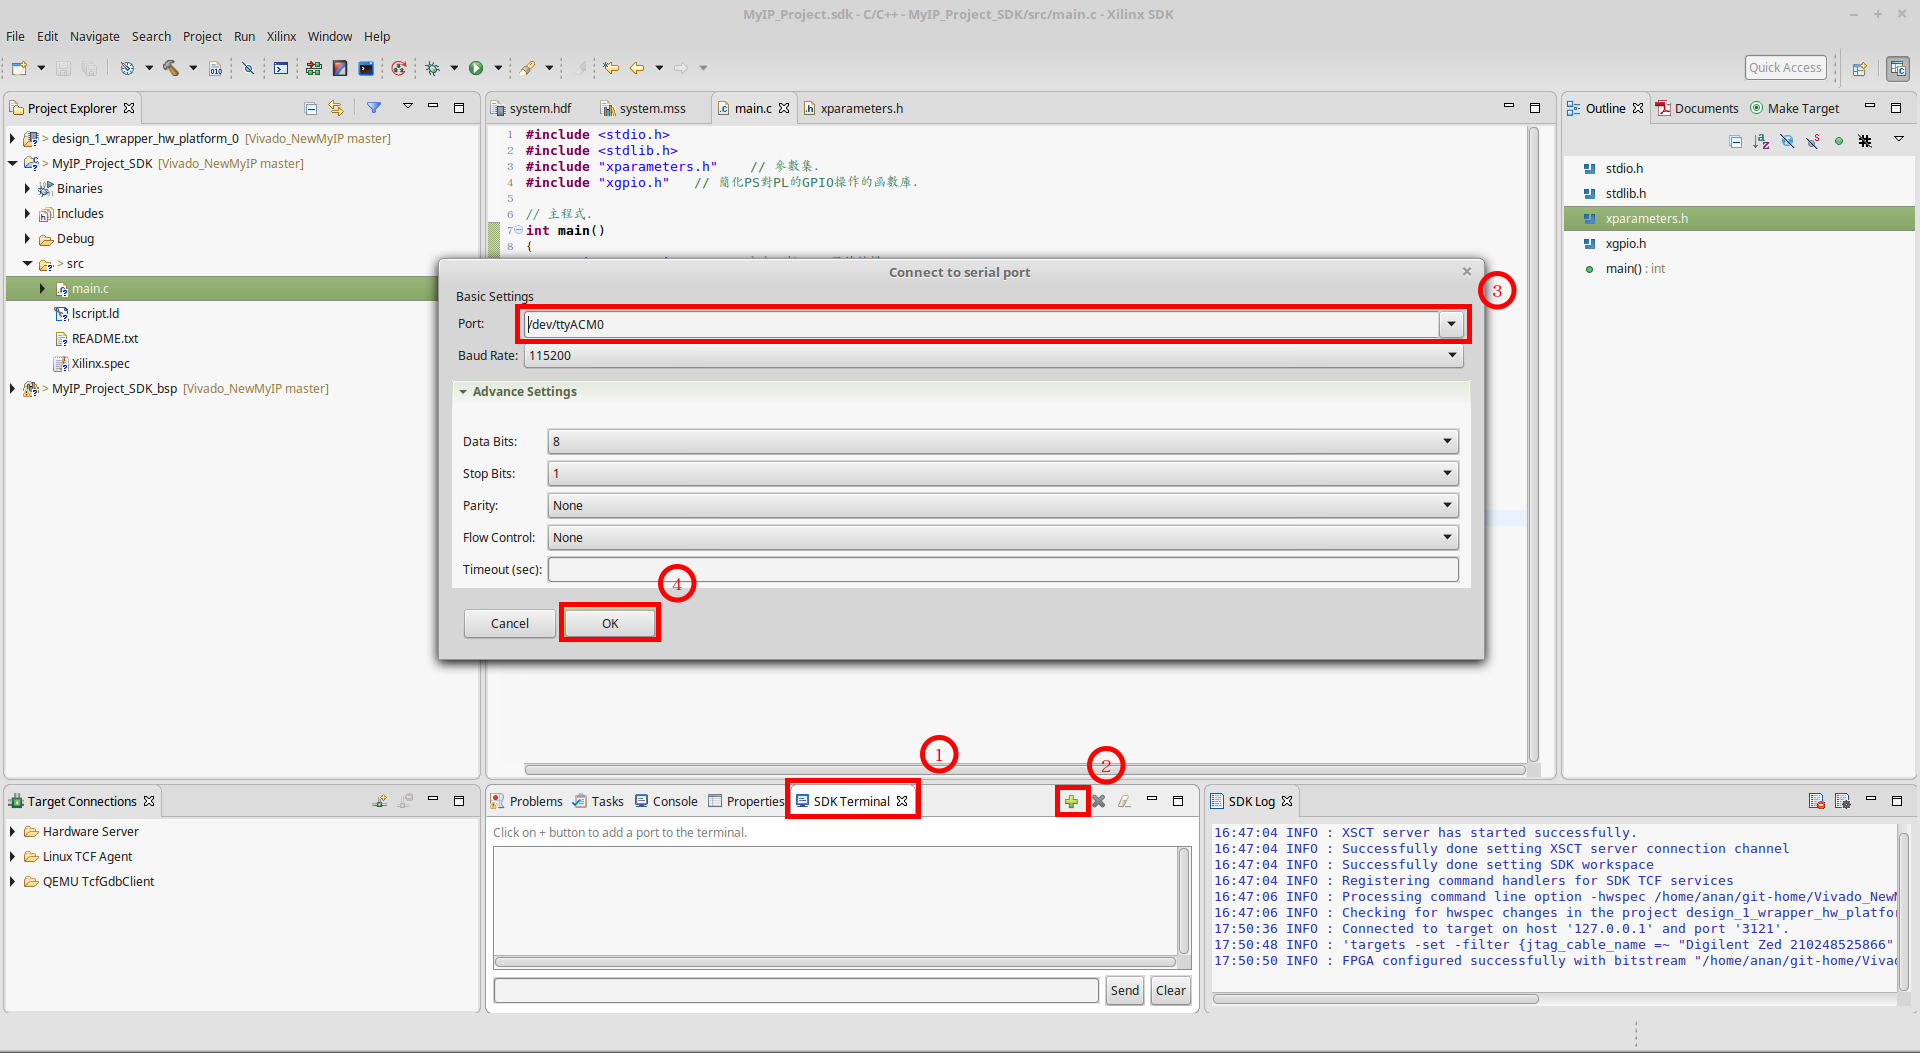 MyIP_Project.sdk - C/C++ - MyIP_Project_SDK/src/main.c - Xilinx SDK
File Edit Navigate Search Project Run Xilinx Window Help
Quick Access
Project Explorer
design_1_wrapper_hw_platform_0 [Vivado_NewMyIP master]
> MyIP_Project_SDK [Vivado_NewMyIP master]
Binaries
Includes
Debug
> src
main.c
lscript.ld
README.txt
Xilinx.spec
> MyIP_Project_SDK_bsp [Vivado_NewMyIP master]
system.hdf system.mss main.c xparameters.h
1 #include <stdio.h>
2 #include <stdlib.h>
3 #include "xparameters.h" // 參數集.
4 #include "xgpio.h" // 簡化PS對PL的GPIO操作的函數庫.
5
6 // 主程式.
7 int main()
8 {
Outline Documents Make Target
stdio.h
stdlib.h
xparameters.h
xgpio.h
main() : int
Connect to serial port
3
Basic Settings
Port: /dev/ttyACM0
Baud Rate: 115200
Advance Settings
Data Bits: 8
Stop Bits: 1
Parity: None
Flow Control: None
Timeout (sec):
4
Cancel OK
1
2
Target Connections
Hardware Server
Linux TCF Agent
QEMU TcfGdbClient
Problems Tasks Console Properties SDK Terminal
Click on + button to add a port to the terminal.
Send Clear
SDK Log
16:47:04 INFO : XSCT server has started successfully.
16:47:04 INFO : Successfully done setting XSCT server connection channel
16:47:04 INFO : Successfully done setting SDK workspace
16:47:04 INFO : Registering command handlers for SDK TCF services
16:47:06 INFO : Processing command line option -hwspec /home/anan/git-home/Vivado_New
16:47:06 INFO : Checking for hwspec changes in the project design_1_wrapper_hw_platfor
17:50:36 INFO : Connected to target on host '127.0.0.1' and port '3121'.
17:50:48 INFO : 'targets -set -filter {jtag_cable_name =~ "Digilent Zed 210248525866"
17:50:50 INFO : FPGA configured successfully with bitstream "/home/anan/git-home/Viva